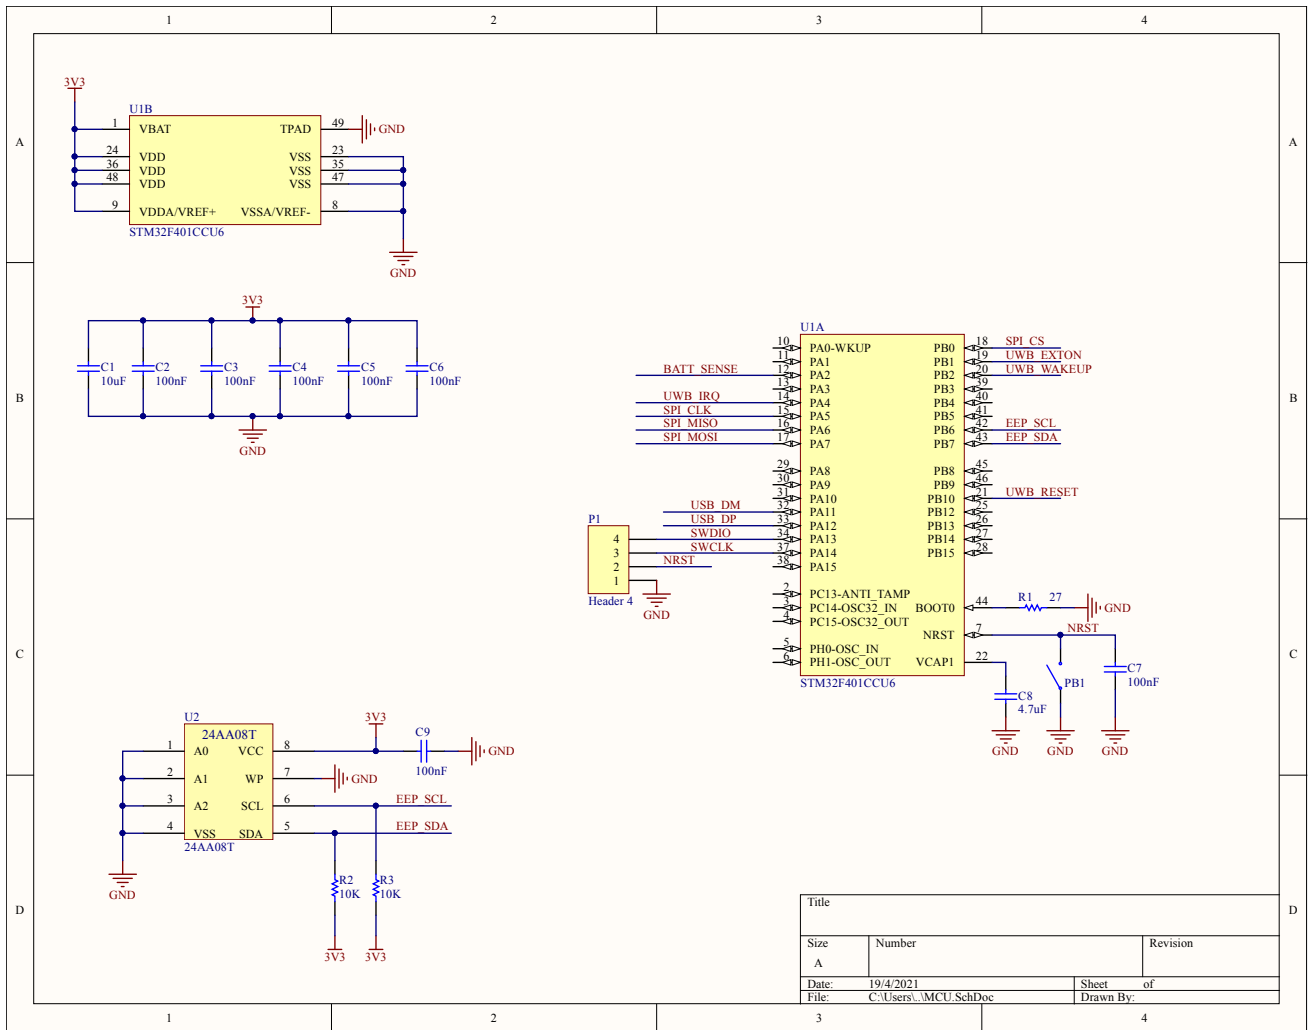 1 2 3 4
A
A
3V3
U1B
1 VBAT TPAD 49 GND
24 VDD VSS 23
36 VDD VSS 35
48 VDD VSS 47
9 VDDA/VREF+ VSSA/VREF- 8
STM32F401CCU6
GND
3V3
C1 C2 C3 C4 C5 C6
10uF 100nF 100nF 100nF 100nF 100nF
GND
B
B
U1A
10 PA0-WKUP PB0 18 SPI_CS
11 PA1 PB1 19 UWB_EXTON
BATT_SENSE 12 PA2 PB2 20 UWB_WAKEUP
13 PA3 PB3 39
UWB_IRQ 14 PA4 PB4 40
SPI_CLK 15 PA5 PB5 41
SPI_MISO 16 PA6 PB6 42 EEP_SCL
SPI_MOSI 17 PA7 PB7 43 EEP_SDA
29 PA8 PB8 45
30 PA9 PB9 46
31 PA10 PB10 21 UWB_RESET
USB_DM 32 PA11 PB12 25
USB_DP 33 PA12 PB13 26
SWDIO 34 PA13 PB14 27
SWCLK 37 PA14 PB15 28
NRST 38 PA15
P1
4
3
2
1
Header 4
GND
2 PC13-ANTI_TAMP
3 PC14-OSC32_IN BOOT0 44 R1 27 GND
4 PC15-OSC32_OUT
NRST 7 NRST
5 PH0-OSC_IN
6 PH1-OSC_OUT VCAP1 22
STM32F401CCU6
C8
4.7uF
PB1
C7
100nF
GND GND GND
C
C
U2
24AA08T
1 A0 VCC 8
2 A1 WP 7 GND
3 A2 SCL 6 EEP_SCL
4 VSS SDA 5 EEP_SDA
24AA08T
3V3
C9
100nF
GND
GND
R2
10K
R3
10K
3V3 3V3
D
D
Title
Size Number Revision
A
Date: 19/4/2021 Sheet of
File: C:\Users\..\MCU.SchDoc Drawn By:
1 2 3 4